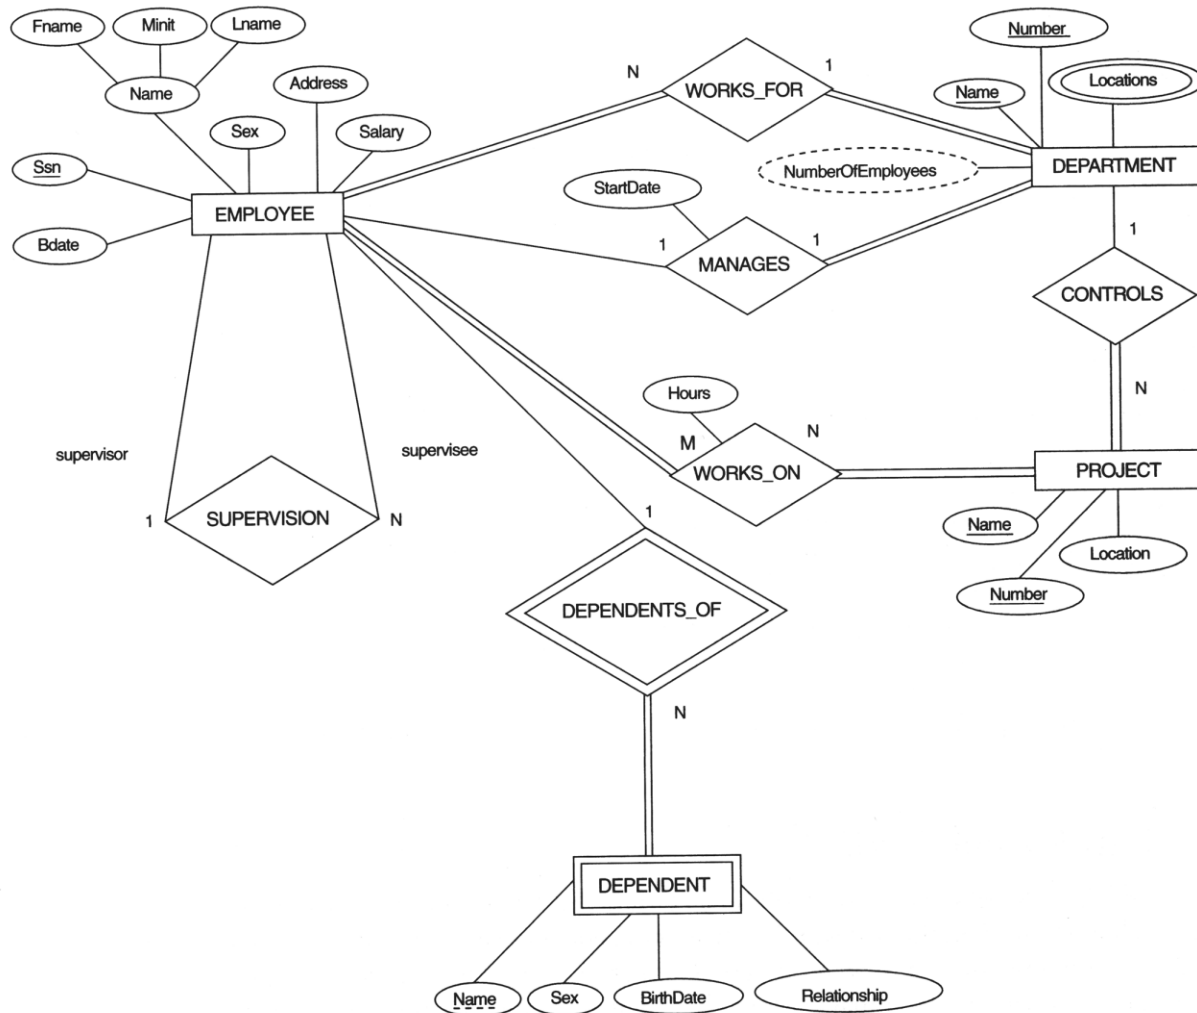 Fname
Minit
Lname
Number
Name
Address
N
WORKS_FOR
1
Locations
Name
Sex
Salary
Ssn
StartDate
NumberOfEmployees
DEPARTMENT
EMPLOYEE
Bdate
1
MANAGES
1
1
CONTROLS
Hours
N
M
N
supervisor
supervisee
WORKS_ON
PROJECT
1
SUPERVISION
N
1
Name
Location
Number
DEPENDENTS_OF
N
DEPENDENT
Name
Sex
BirthDate
Relationship